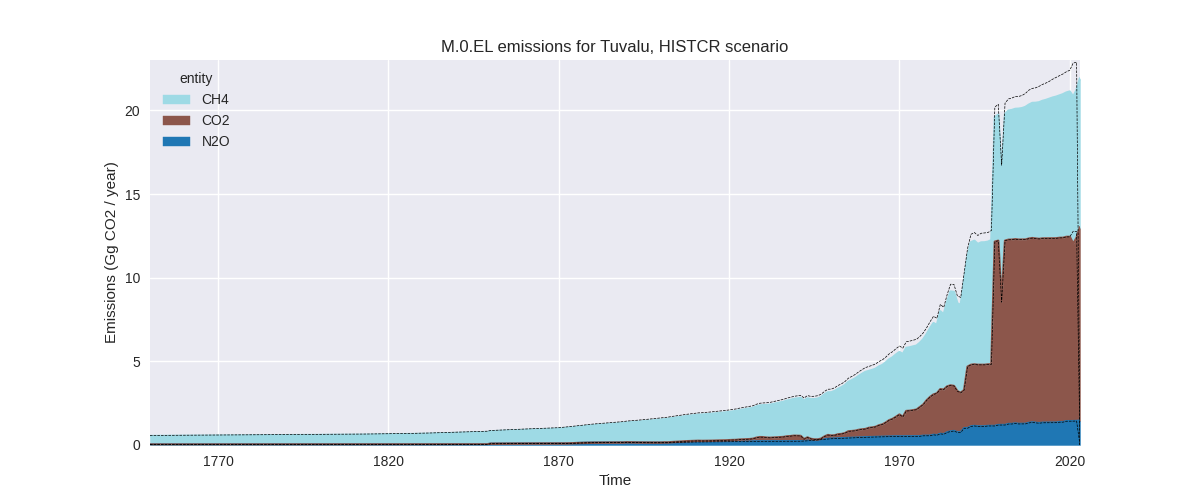 M.0.EL emissions for Tuvalu, HISTCR scenario
entity
CH4
CO2
N2O
Emissions (Gg CO2 / year)
20
15
10
5
0
1770 1820 1870 1920 1970 2020
Time